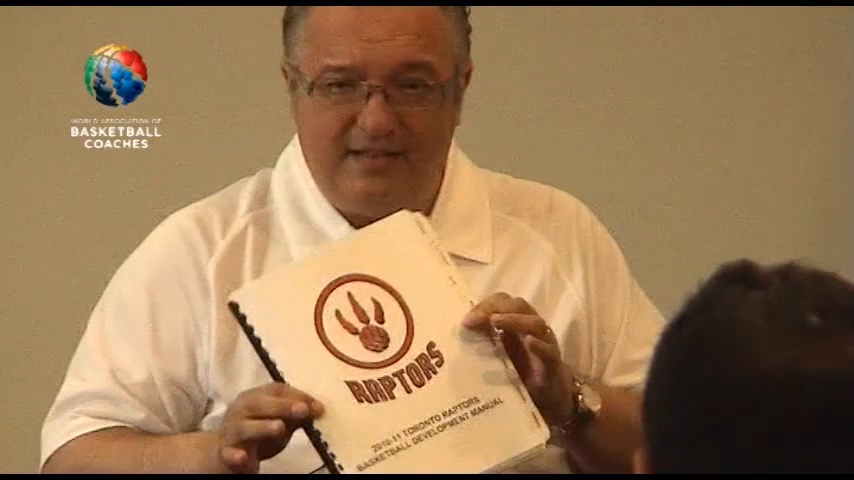 WORLD ASSOCIATION OF
BASKETBALL
COACHES
RAPTORS
2010-11 TORONTO RAPTORS
BASKETBALL DEVELOPMENT MANUAL